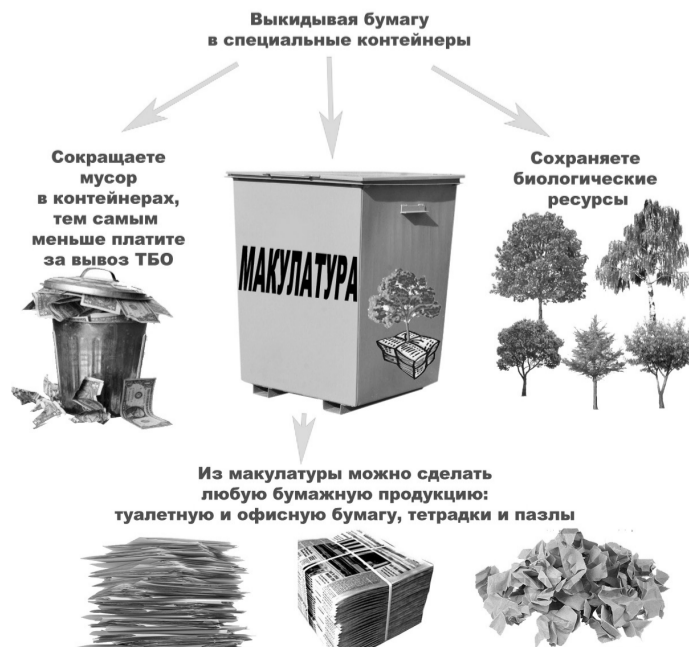 Выкидывая бумагу
в специальные контейнеры
Сокращаете
мусор
в контейнерах,
тем самым
меньше платите
за вывоз ТБО
МАКУЛАТУРА
Сохраняете
биологические
ресурсы
Из макулатуры можно сделать
любую бумажную продукцию:
туалетную и офисную бумагу, тетрадки и пазлы